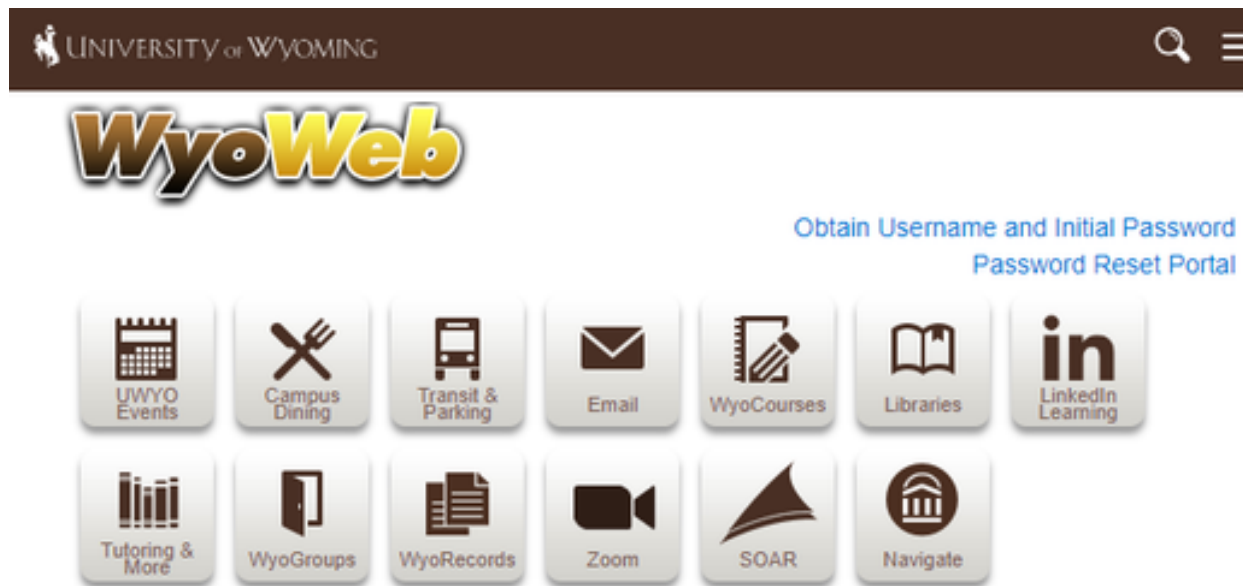 UNIVERSITY OF WYOMING
WyoWeb
Obtain Username and Initial Password
Password Reset Portal
UWYO
Events
Campus
Dining
Transit &
Parking
Email
WyoCourses
Libraries
in
LinkedIn
Learning
Tutoring &
More
WyoGroups
WyoRecords
Zoom
SOAR
Navigate